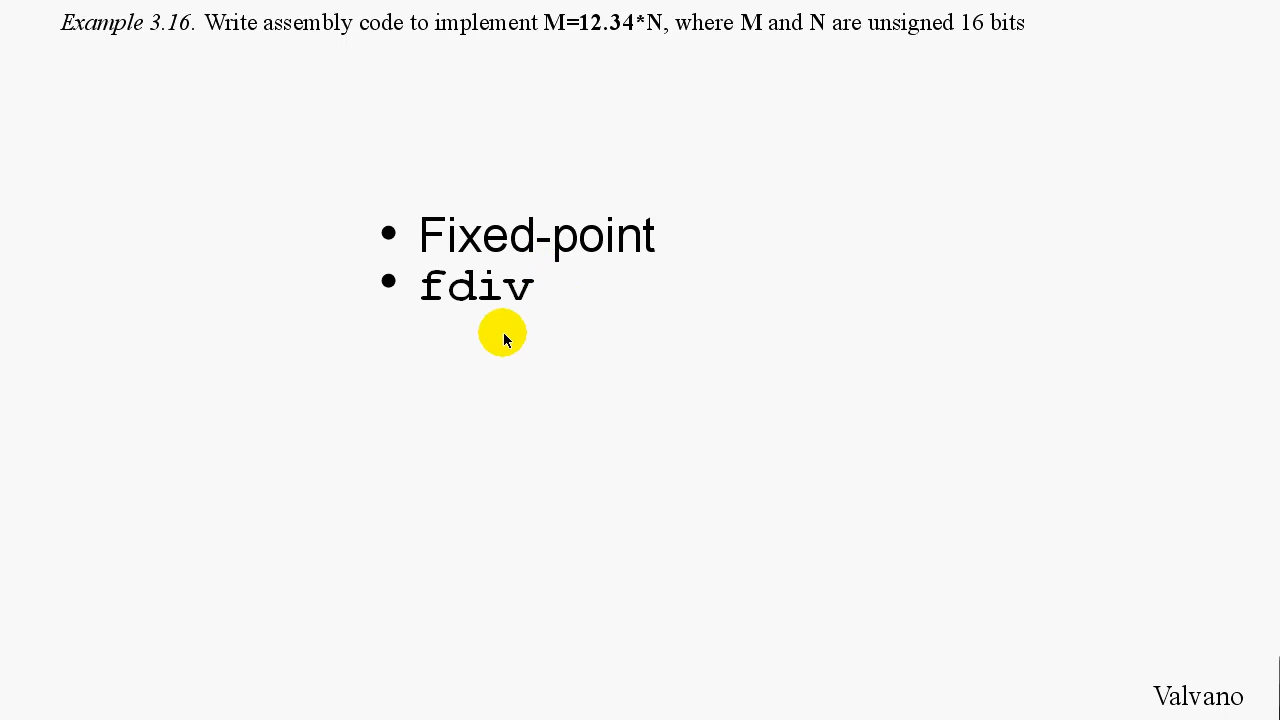 Example 3.16. Write assembly code to implement M=12.34*N, where M and N are unsigned 16 bits
• Fixed-point
• fdiv
Valvano